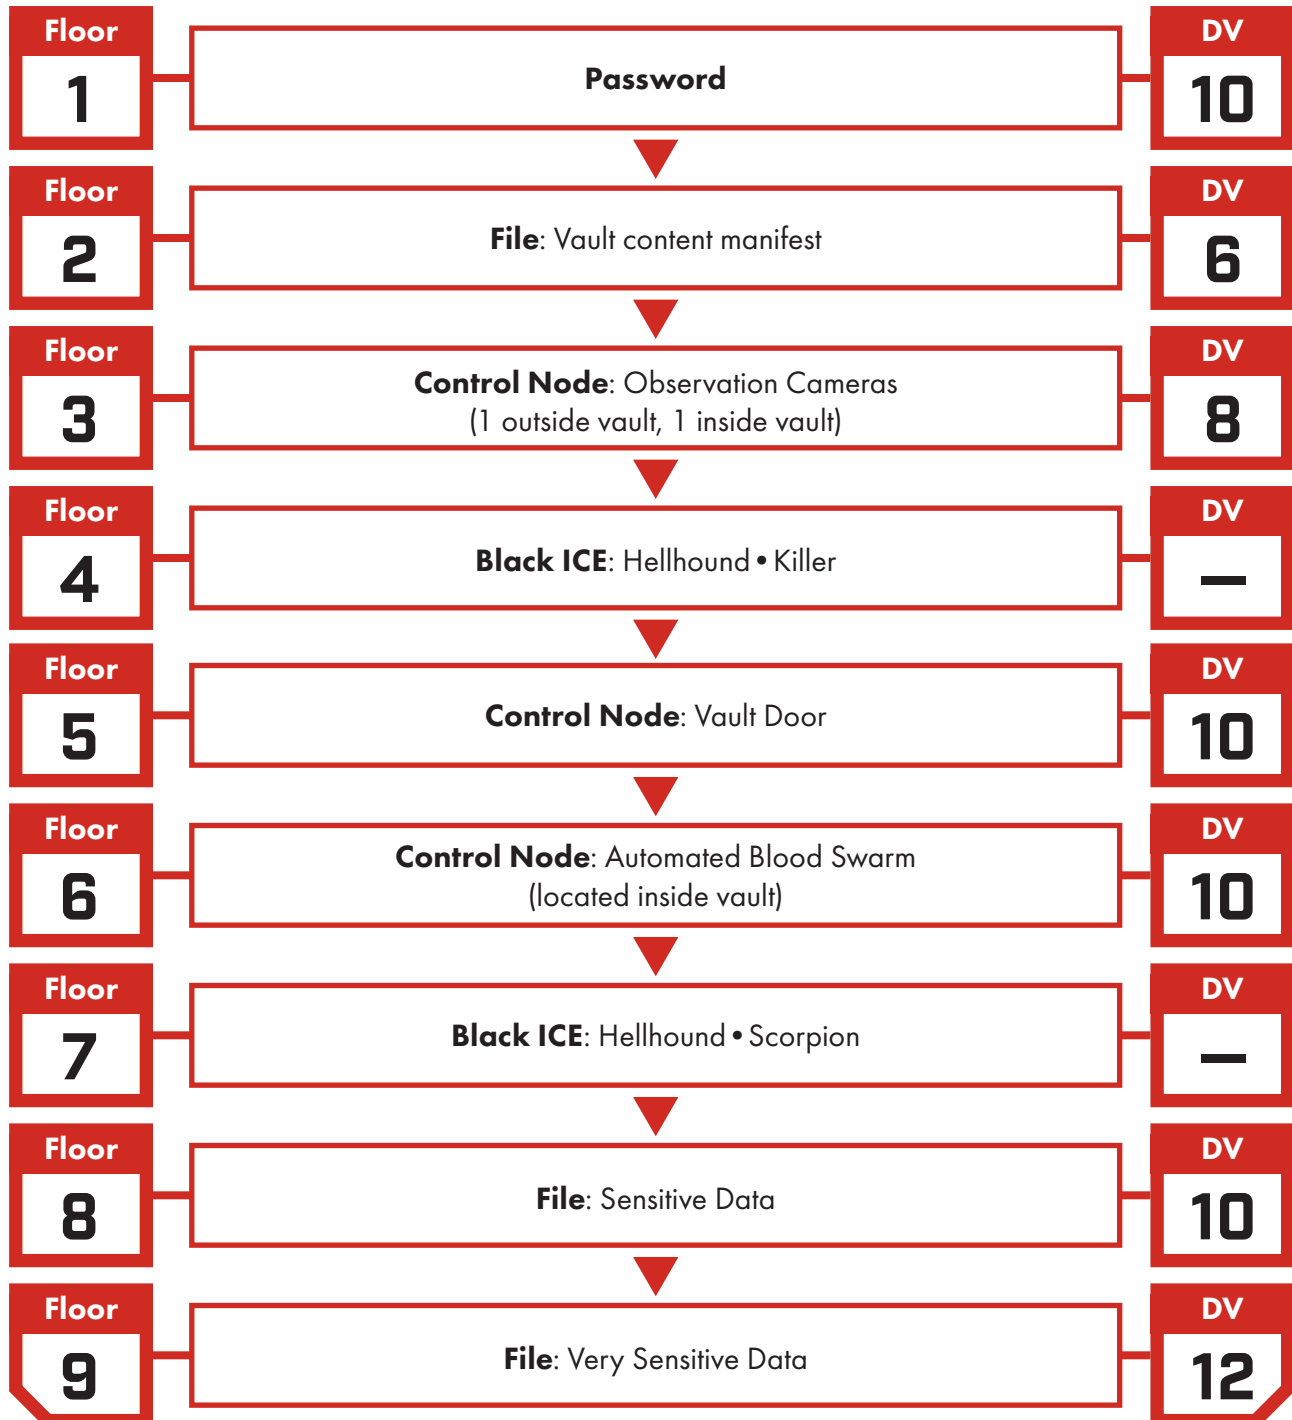 Floor
1
Password
DV
10
Floor
2
File: Vault content manifest
DV
6
Floor
3
Control Node: Observation Cameras
(1 outside vault, 1 inside vault)
DV
8
Floor
4
Black ICE: Hellhound • Killer
DV
—
Floor
5
Control Node: Vault Door
DV
10
Floor
6
Control Node: Automated Blood Swarm
(located inside vault)
DV
10
Floor
7
Black ICE: Hellhound • Scorpion
DV
—
Floor
8
File: Sensitive Data
DV
10
Floor
9
File: Very Sensitive Data
DV
12